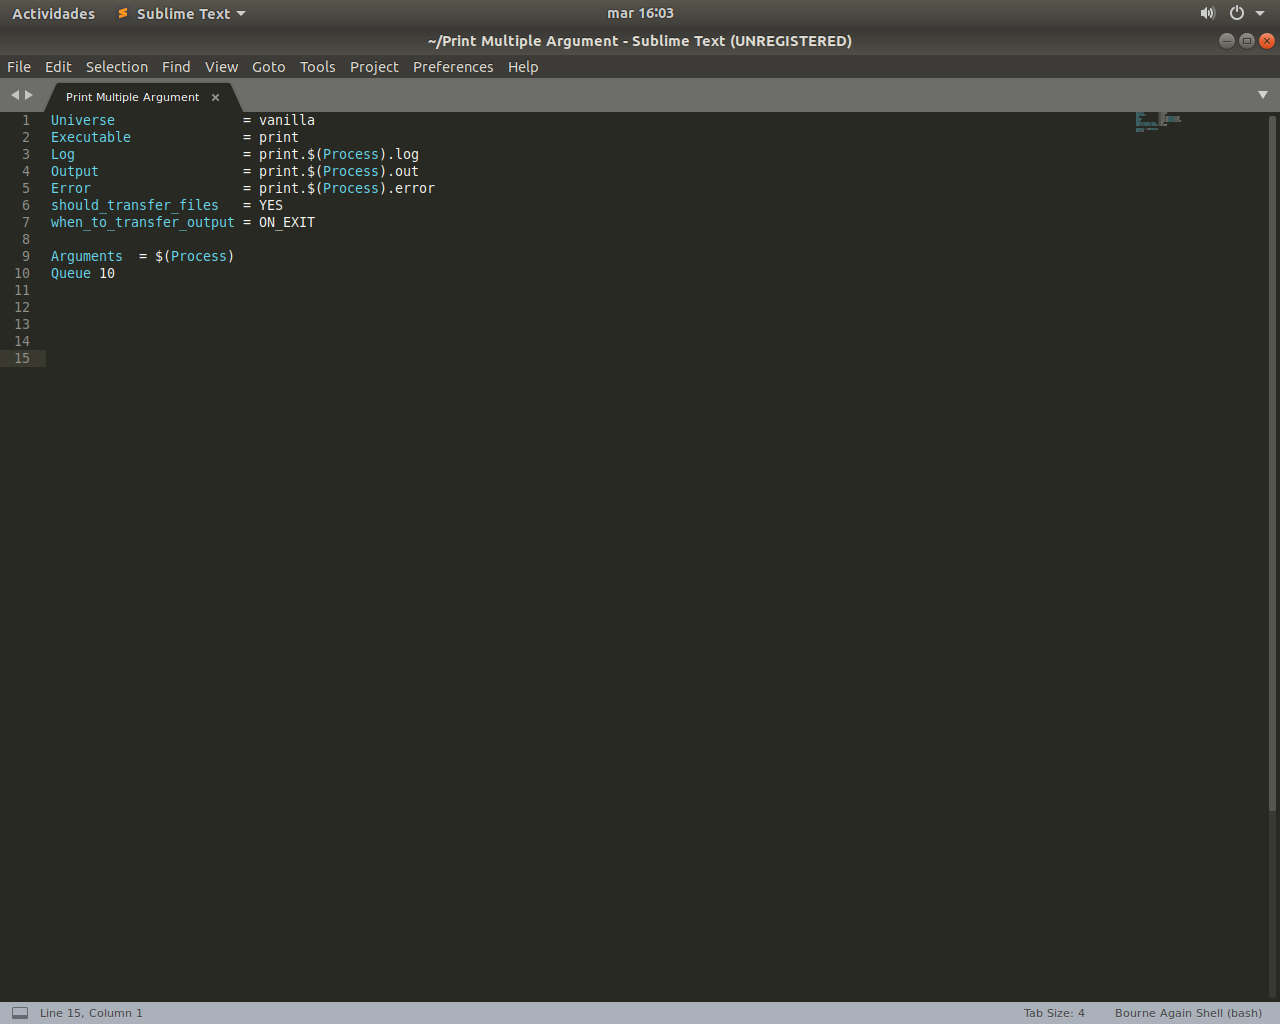 Actividades Sublime Text mar 16:03
~/Print Multiple Argument - Sublime Text (UNREGISTERED)
File Edit Selection Find View Goto Tools Project Preferences Help
Print Multiple Argument ×
1 Universe = vanilla
2 Executable = print
3 Log = print.$(Process).log
4 Output = print.$(Process).out
5 Error = print.$(Process).error
6 should_transfer_files = YES
7 when_to_transfer_output = ON_EXIT
8
9 Arguments = $(Process)
10 Queue 10
11
12
13
14
15
Line 15, Column 1 Tab Size: 4 Bourne Again Shell (bash)